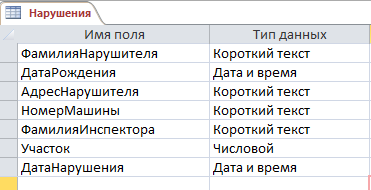 Нарушения
Имя поля Тип данных
ФамилияНарушителя Короткий текст
ДатаРождения Дата и время
АдресНарушителя Короткий текст
НомерМашины Короткий текст
ФамилияИнспектора Короткий текст
Участок Числовой
ДатаНарушения Дата и время